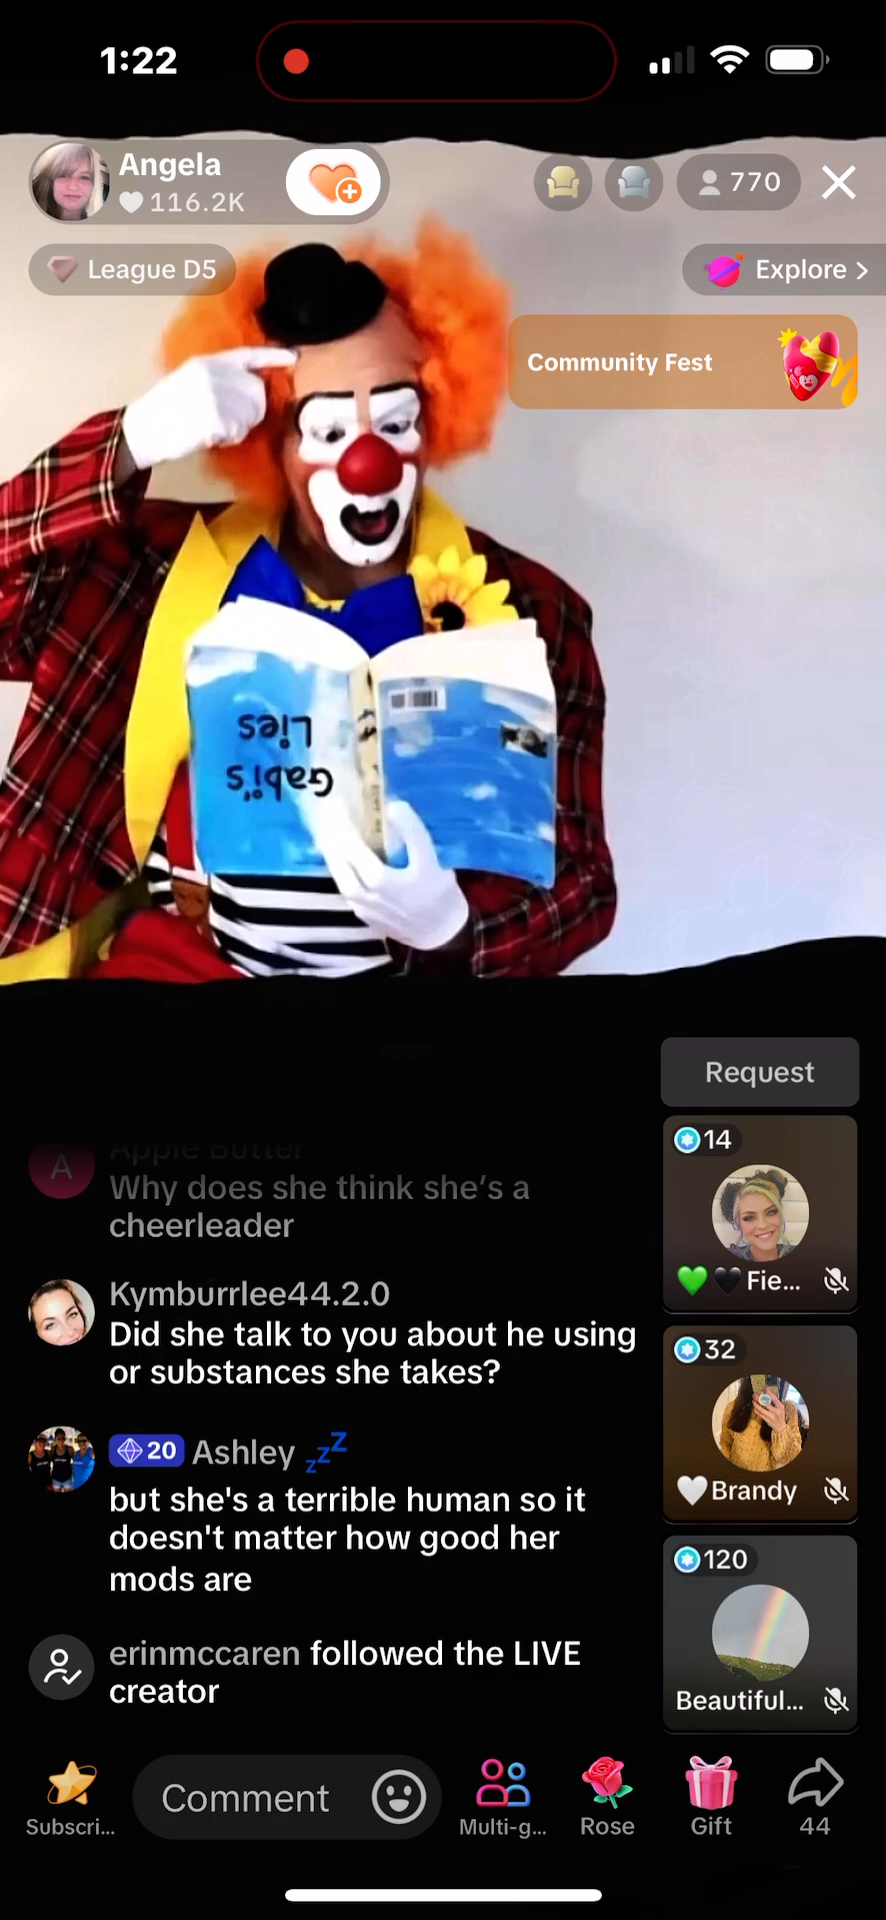 1:22
Angela
116.2K
770
League D5
Explore >
Community Fest
Gabi's
Lies
Request
A
Apple Butter
Why does she think she's a
cheerleader
Kymburrlee44.2.0
Did she talk to you about he using
or substances she takes?
20 Ashley zzz
but she's a terrible human so it
doesn't matter how good her
mods are
erinmccaren followed the LIVE
creator
14
Fie...
32
Brandy
120
Beautiful...
Subscri...
Comment
Multi-g...
Rose
Gift
44